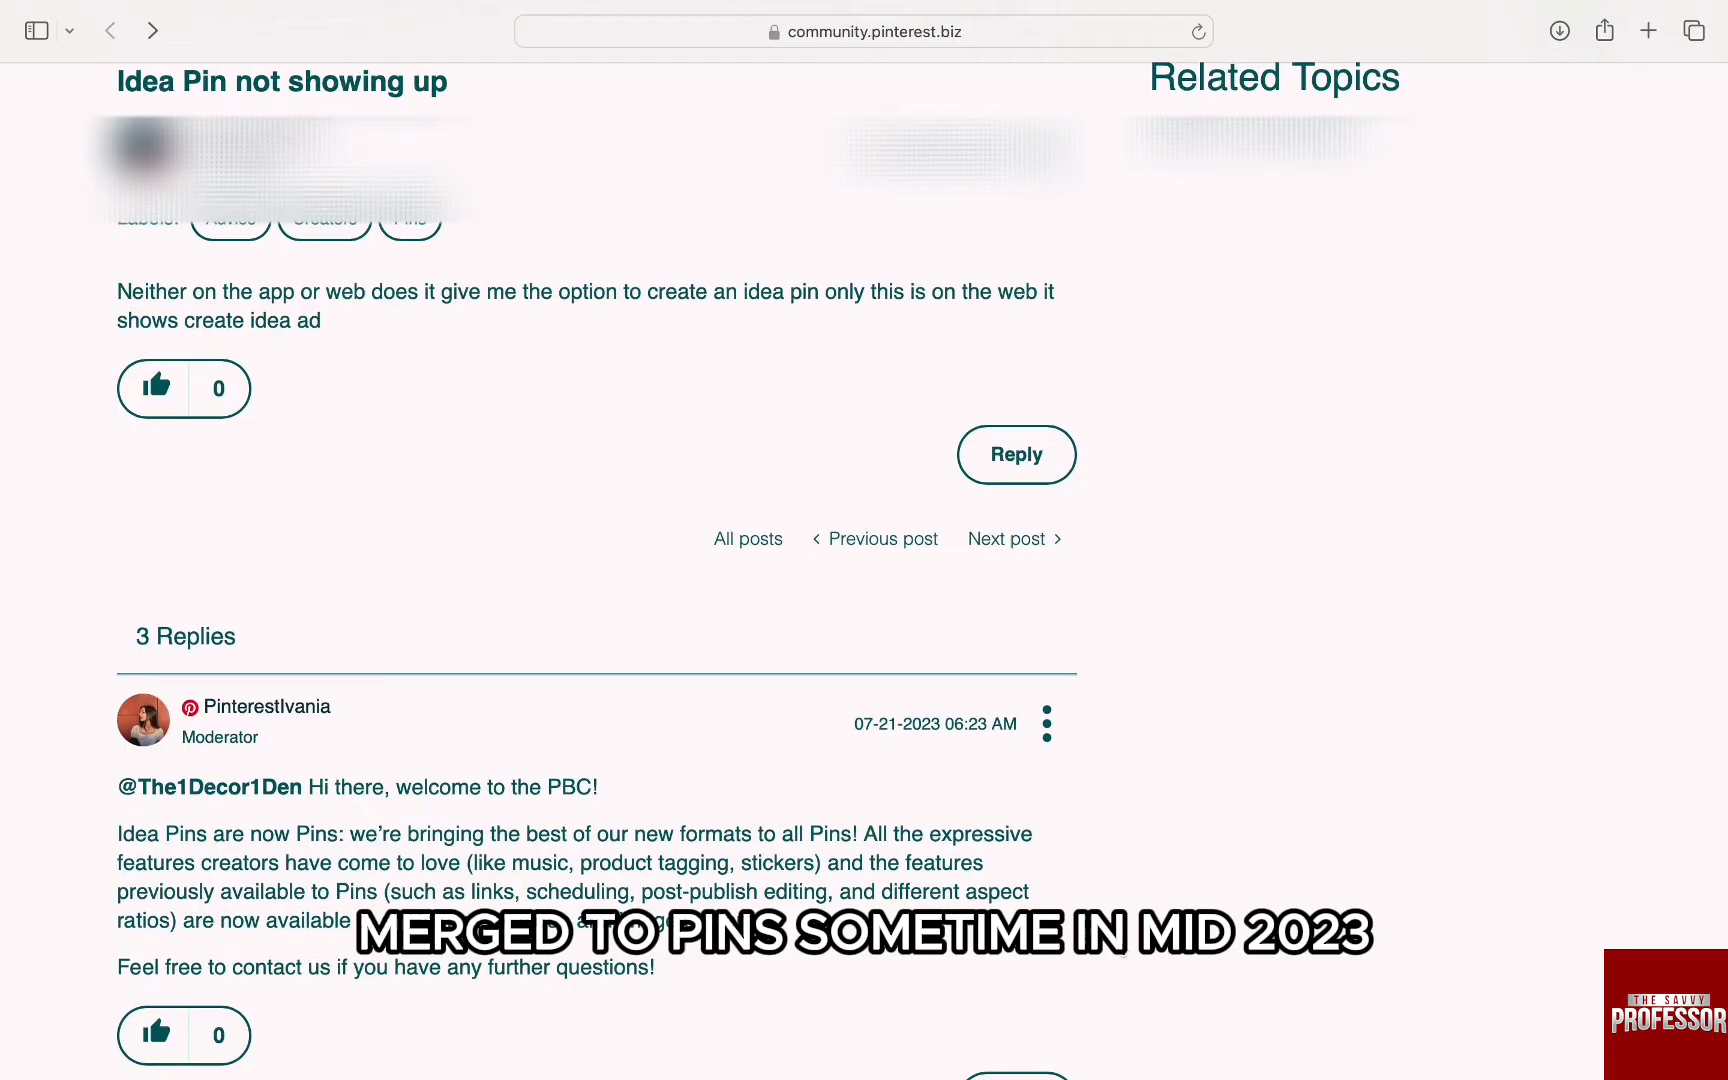 community.pinterest.biz
Idea Pin not showing up
Related Topics
Labels: Advice Creators Pins
Neither on the app or web does it give me the option to create an idea pin only this is on the web it
shows create idea ad
0
Reply
All posts ‹ Previous post Next post ›
3 Replies
PinterestIvania
Moderator
07-21-2023 06:23 AM
@The1Decor1Den Hi there, welcome to the PBC!
Idea Pins are now Pins: we're bringing the best of our new formats to all Pins! All the expressive
features creators have come to love (like music, product tagging, stickers) and the features
previously available to Pins (such as links, scheduling, post-publish editing, and different aspect
ratios) are now available
MERGED TO PINS SOMETIME IN MID 2023
Feel free to contact us if you have any further questions!
0
THE SAVVY
PROFESSOR